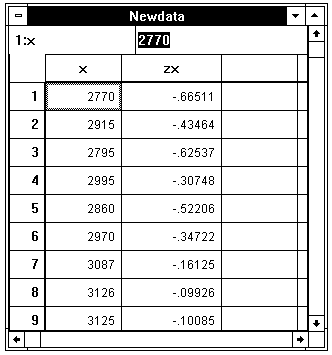 Newdata
1:x 2770
x zx
1 2770 -.66511
2 2915 -.43464
3 2795 -.62537
4 2995 -.30748
5 2860 -.52206
6 2970 -.34722
7 3087 -.16125
8 3126 -.09926
9 3125 -.10085